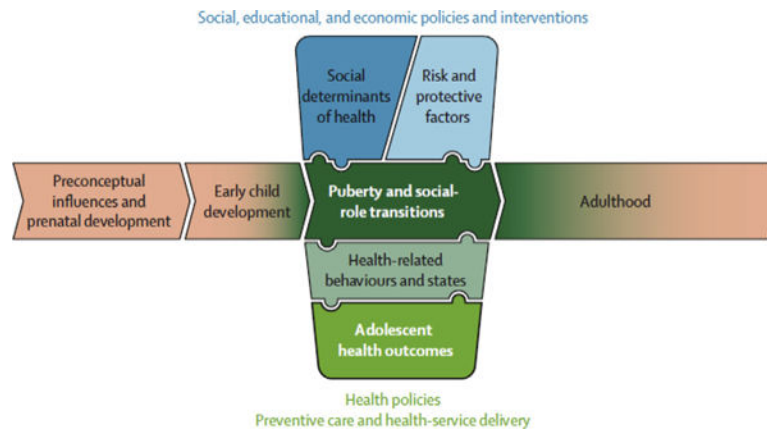 Social, educational, and economic policies and interventions
Social
determinants
of health
Risk and
protective
factors
Preconceptual
influences and
prenatal development
Early child
development
Puberty and social-
role transitions
Adulthood
Health-related
behaviours and states
Adolescent
health outcomes
Health policies
Preventive care and health-service delivery